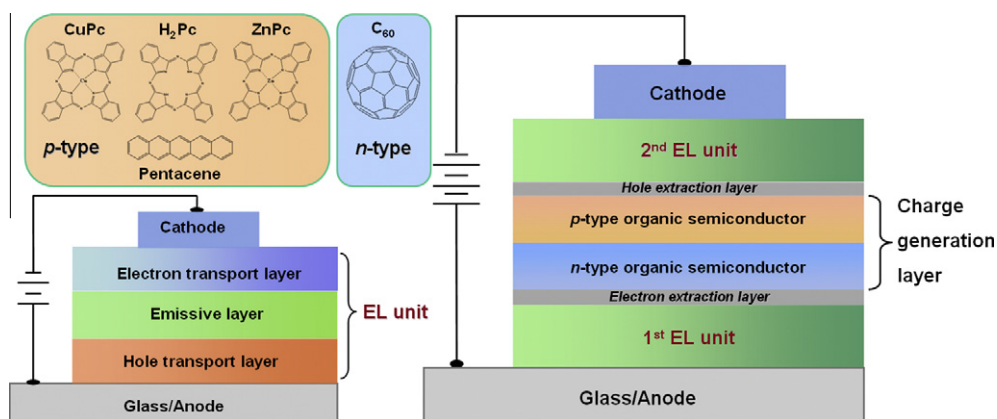 CuPc
H₂Pc
ZnPc
p-type
Pentacene
C₆₀
n-type
Cathode
Electron transport layer
Emissive layer
Hole transport layer
Glass/Anode
EL unit
Cathode
2nd EL unit
Hole extraction layer
p-type organic semiconductor
n-type organic semiconductor
Electron extraction layer
1st EL unit
Glass/Anode
Charge
generation
layer